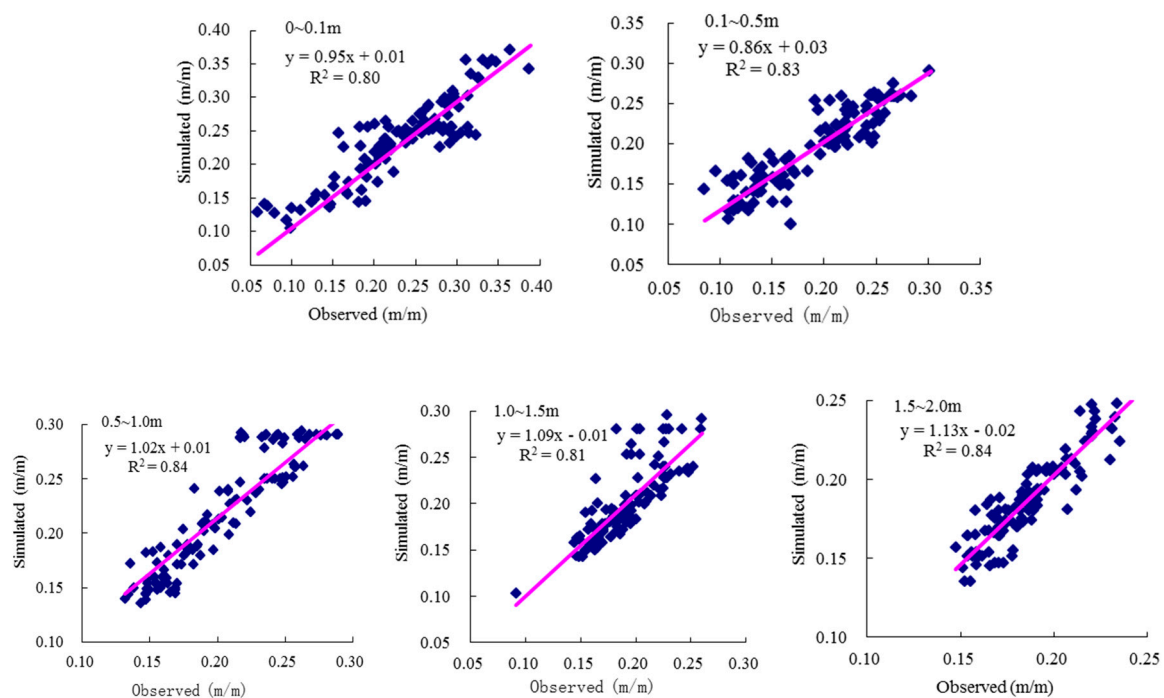 0~0.1m
y = 0.95x + 0.01
R² = 0.80
Simulated (m/m)
0.40
0.35
0.30
0.25
0.20
0.15
0.10
0.05
0.05 0.10 0.15 0.20 0.25 0.30 0.35 0.40
Observed (m/m)
0.1~0.5m
y = 0.86x + 0.03
R² = 0.83
Simulated (m/m)
0.35
0.30
0.25
0.20
0.15
0.10
0.05
0.05 0.10 0.15 0.20 0.25 0.30 0.35
Observed (m/m)
0.5~1.0m
y = 1.02x + 0.01
R² = 0.84
Simulated (m/m)
0.30
0.20
0.10
0.10 0.15 0.20 0.25 0.30
Observed (m/m)
1.0~1.5m
y = 1.09x - 0.01
R² = 0.81
Simulated (m/m)
0.30
0.25
0.20
0.15
0.10
0.05
0.05 0.10 0.15 0.20 0.25 0.30
Observed (m/m)
1.5~2.0m
y = 1.13x - 0.02
R² = 0.84
Simulated (m/m)
0.25
0.20
0.15
0.10
0.10 0.15 0.20 0.25
Observed (m/m)